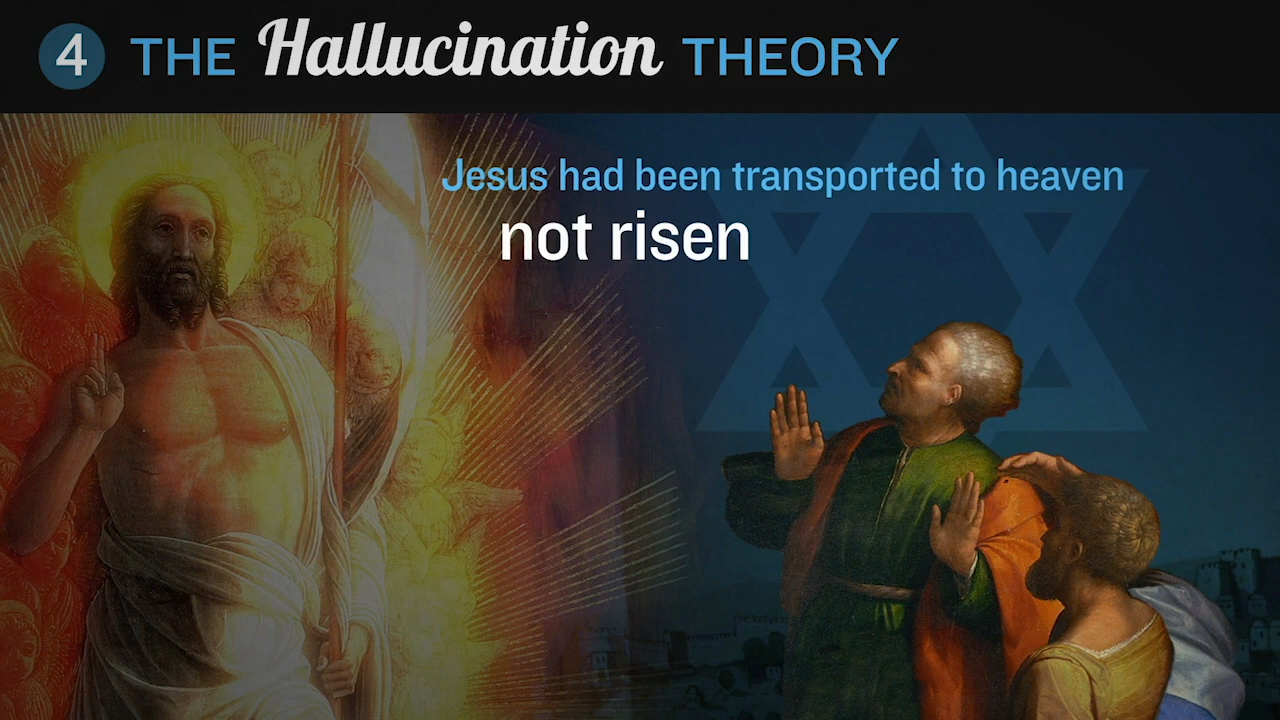 4 THE Hallucination THEORY
Jesus had been transported to heaven
not risen